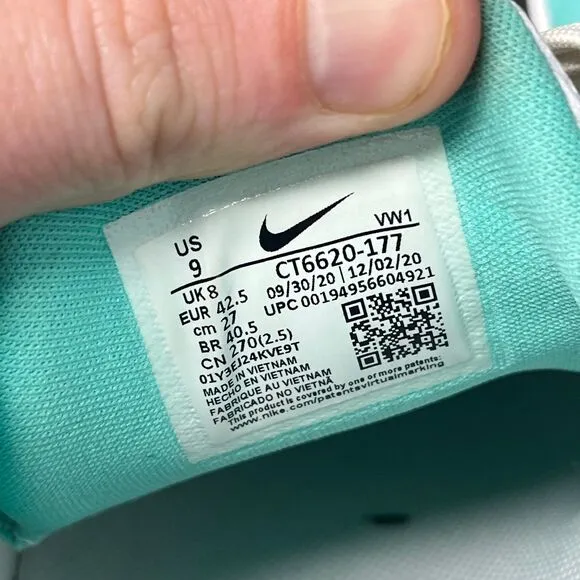 US
9
VW1
CT6620-177
09/30/20 | 12/02/20
UPC 00194956604921
UK 8
EUR 42.5
cm 27
BR 40.5
CN 270(2.5)
01Y3EJ24KVE9T
MADE IN VIETNAM
HECHO EN VIETNAM
FABRIQUE AU VIETNAM
FABRICADO NO VIETNÃ
This product is covered by one or more patents:
www.nike.com/patentsvirtualmarking